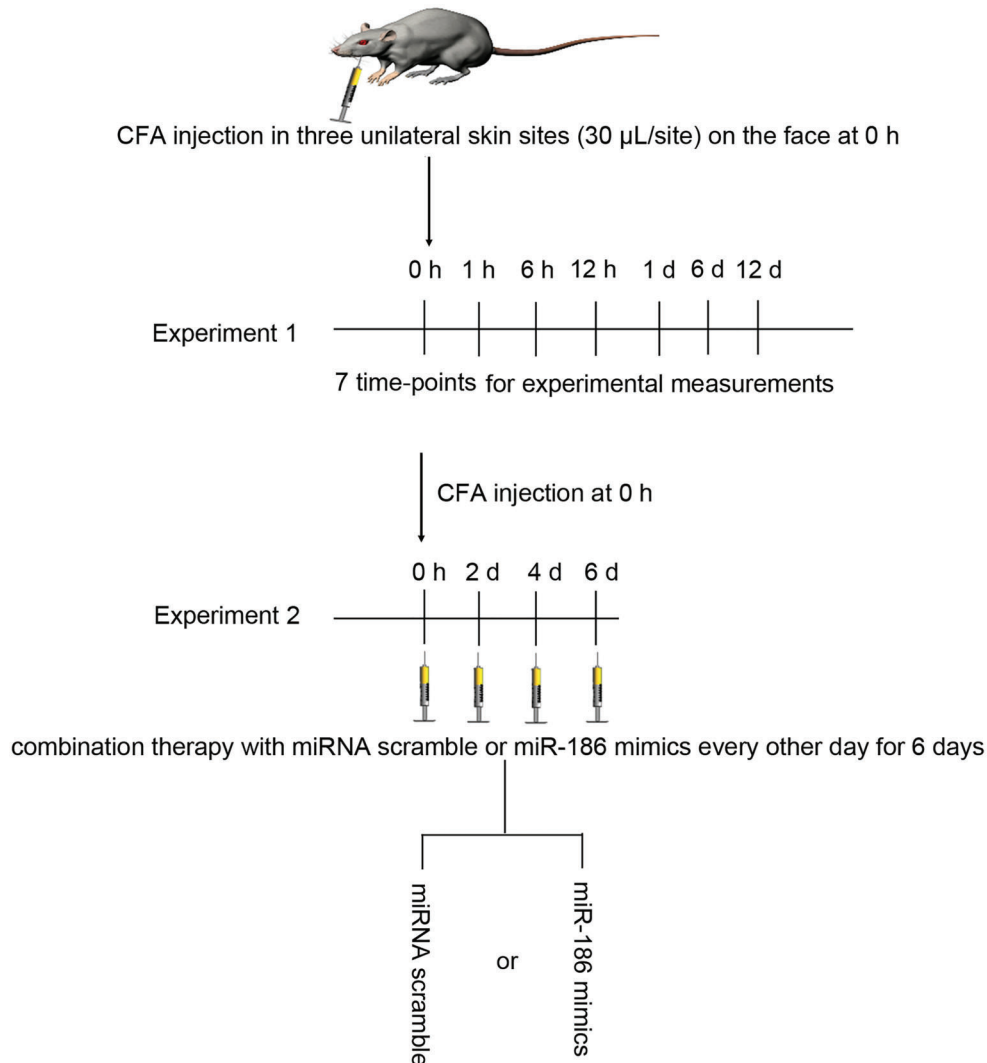 CFA injection in three unilateral skin sites (30 µL/site) on the face at 0 h
0 h 1 h 6 h 12 h 1 d 6 d 12 d
Experiment 1
7 time-points for experimental measurements
CFA injection at 0 h
0 h 2 d 4 d 6 d
Experiment 2
combination therapy with miRNA scramble or miR-186 mimics every other day for 6 days
miRNA scramble
or
miR-186 mimics